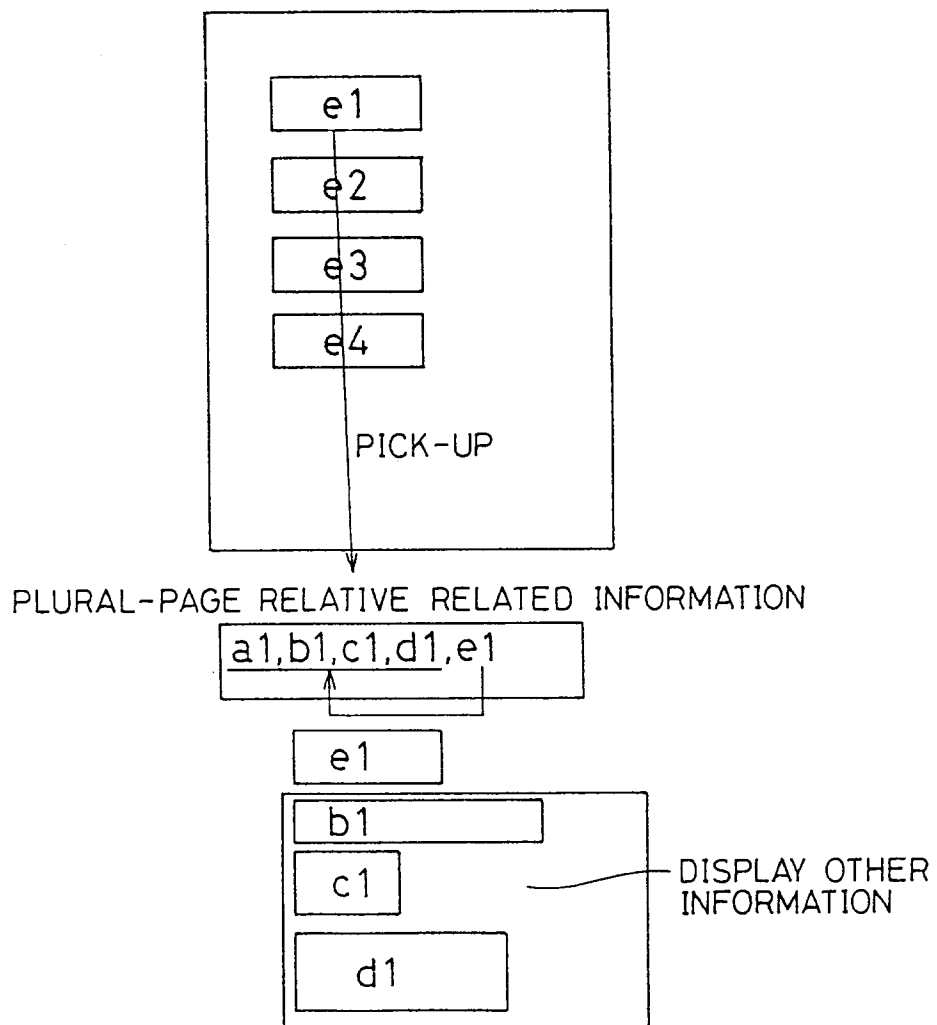 e1
e2
e3
e4
PICK-UP
PLURAL-PAGE RELATIVE RELATED INFORMATION
a1,b1,c1,d1,e1
e1
b1
c1
DISPLAY OTHER
INFORMATION
d1